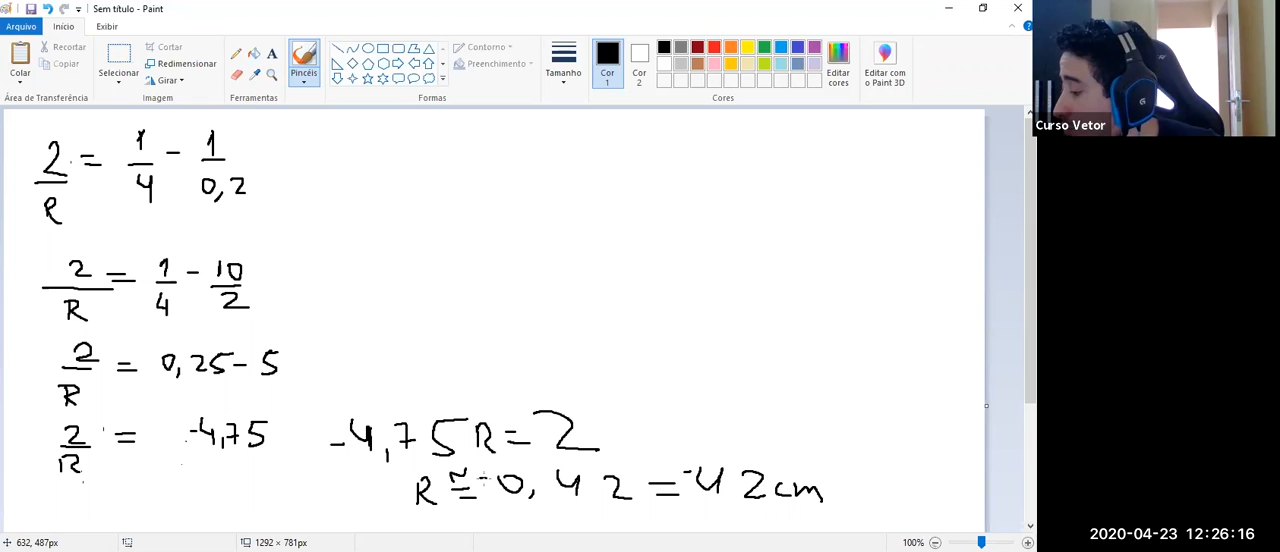 Sem título - Paint
Arquivo Início Exibir
Colar
Recortar
Copiar
Área de Transferência
Selecionar
Cortar
Redimensionar
Girar
Imagem
Ferramentas
Pincéis
Contorno
Preenchimento
Formas
Tamanho
Cor 1
Cor 2
Editar cores
Cores
Editar com o Paint 3D
Curso Vetor
2/R = 1/4 - 1/0,2
2/R = 1/4 - 10/2
2/R = 0,25 - 5
2/R = -4,75
-4,75R = 2
R ≅ -0,42 = -42cm
632, 487px
1292 × 781px
100%
2020-04-23 12:26:16